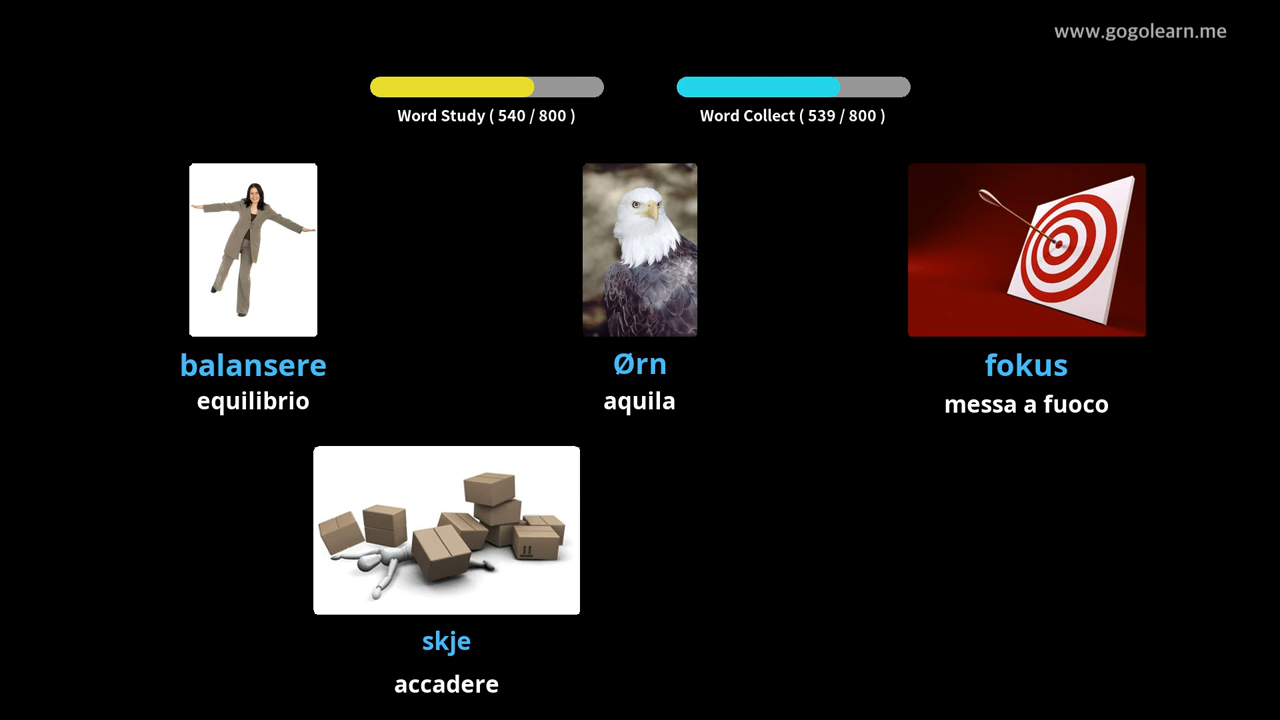 www.gogolearn.me
Word Study ( 540 / 800 )
Word Collect ( 539 / 800 )
balansere
equilibrio
Ørn
aquila
fokus
messa a fuoco
skje
accadere